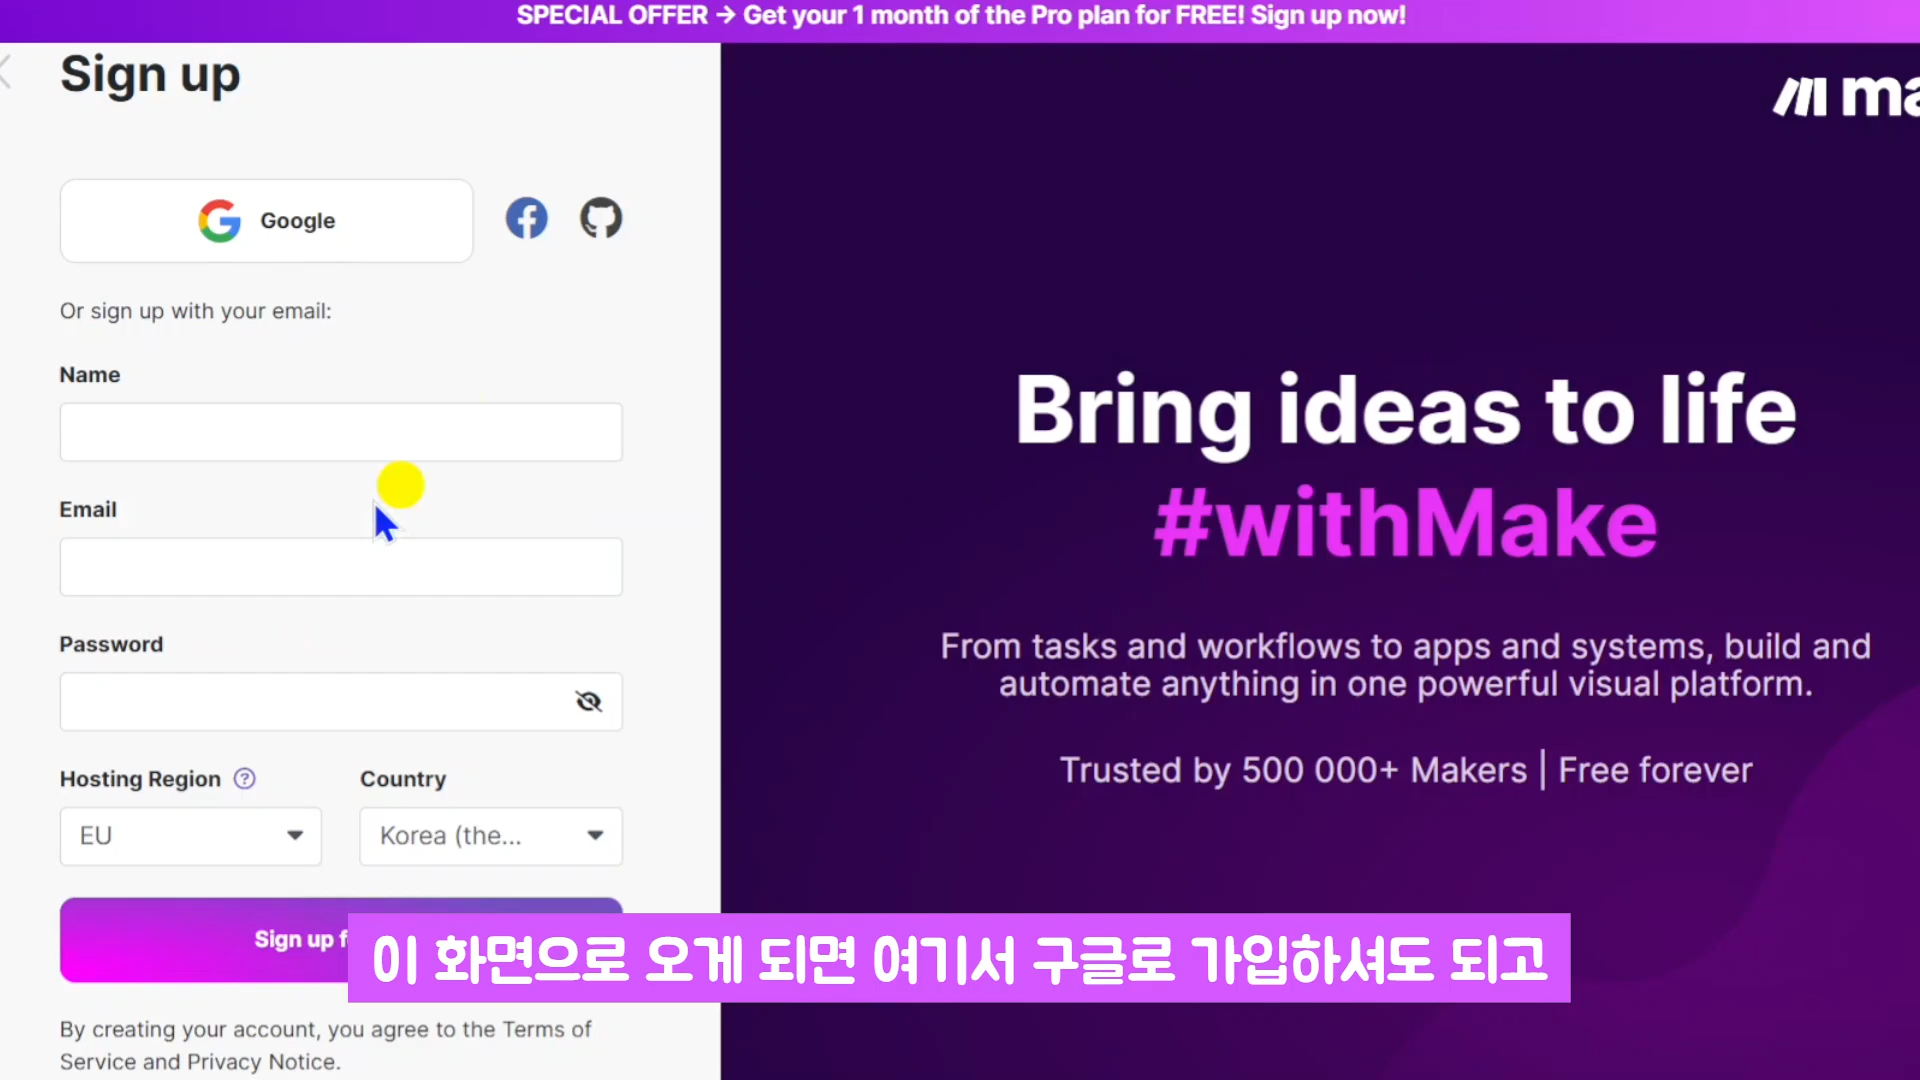 SPECIAL OFFER → Get your 1 month of the Pro plan for FREE! Sign up now!
Sign up
Google
Or sign up with your email:
Name
Email
Password
Hosting Region ?
Country
EU
Korea (the...
Sign up f
By creating your account, you agree to the Terms of
Service and Privacy Notice.
ma
Bring ideas to life
#withMake
From tasks and workflows to apps and systems, build and
automate anything in one powerful visual platform.
Trusted by 500 000+ Makers | Free forever
이 화면으로 오게 되면 여기서 구글로 가입하셔도 되고